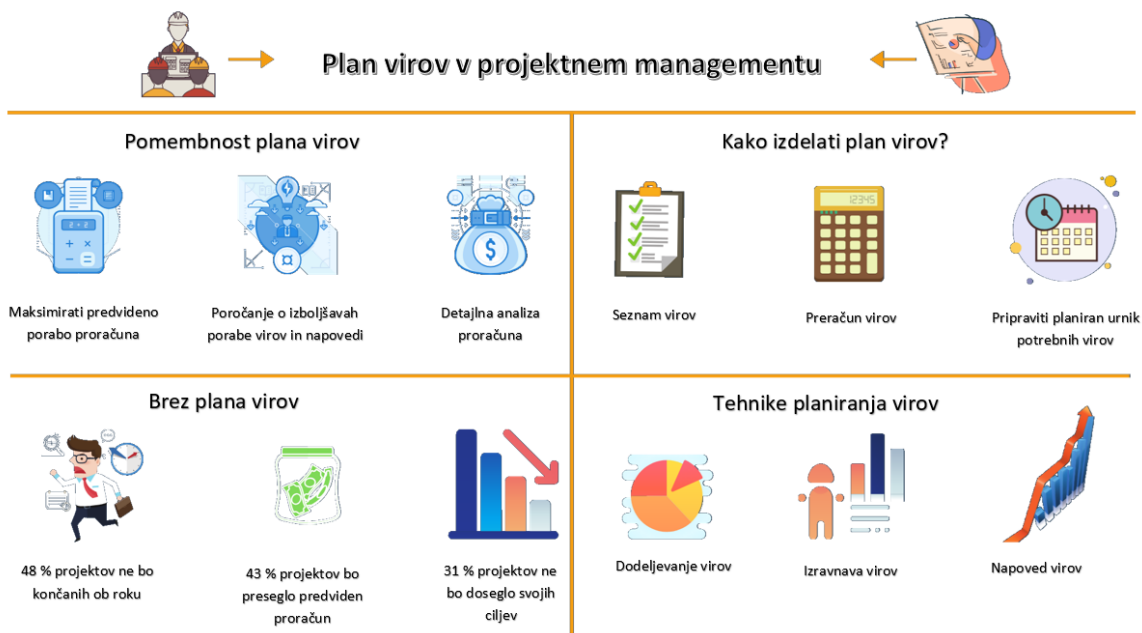 Plan virov v projektnem managementu
Pomembnost plana virov
Maksimirati predvideno
porabo proračuna
Poročanje o izboljšavah
porabe virov in napovedi
Detajlna analiza
proračuna
Kako izdelati plan virov?
12345
Seznam virov
Preračun virov
Pripraviti planiran urnik
potrebnih virov
Brez plana virov
48 % projektov ne bo
končanih ob roku
43 % projektov bo
preseglo predviden
proračun
31 % projektov ne
bo doseglo svojih
ciljev
Tehnike planiranja virov
Dodeljevanje virov
Izravnava virov
Napoved virov